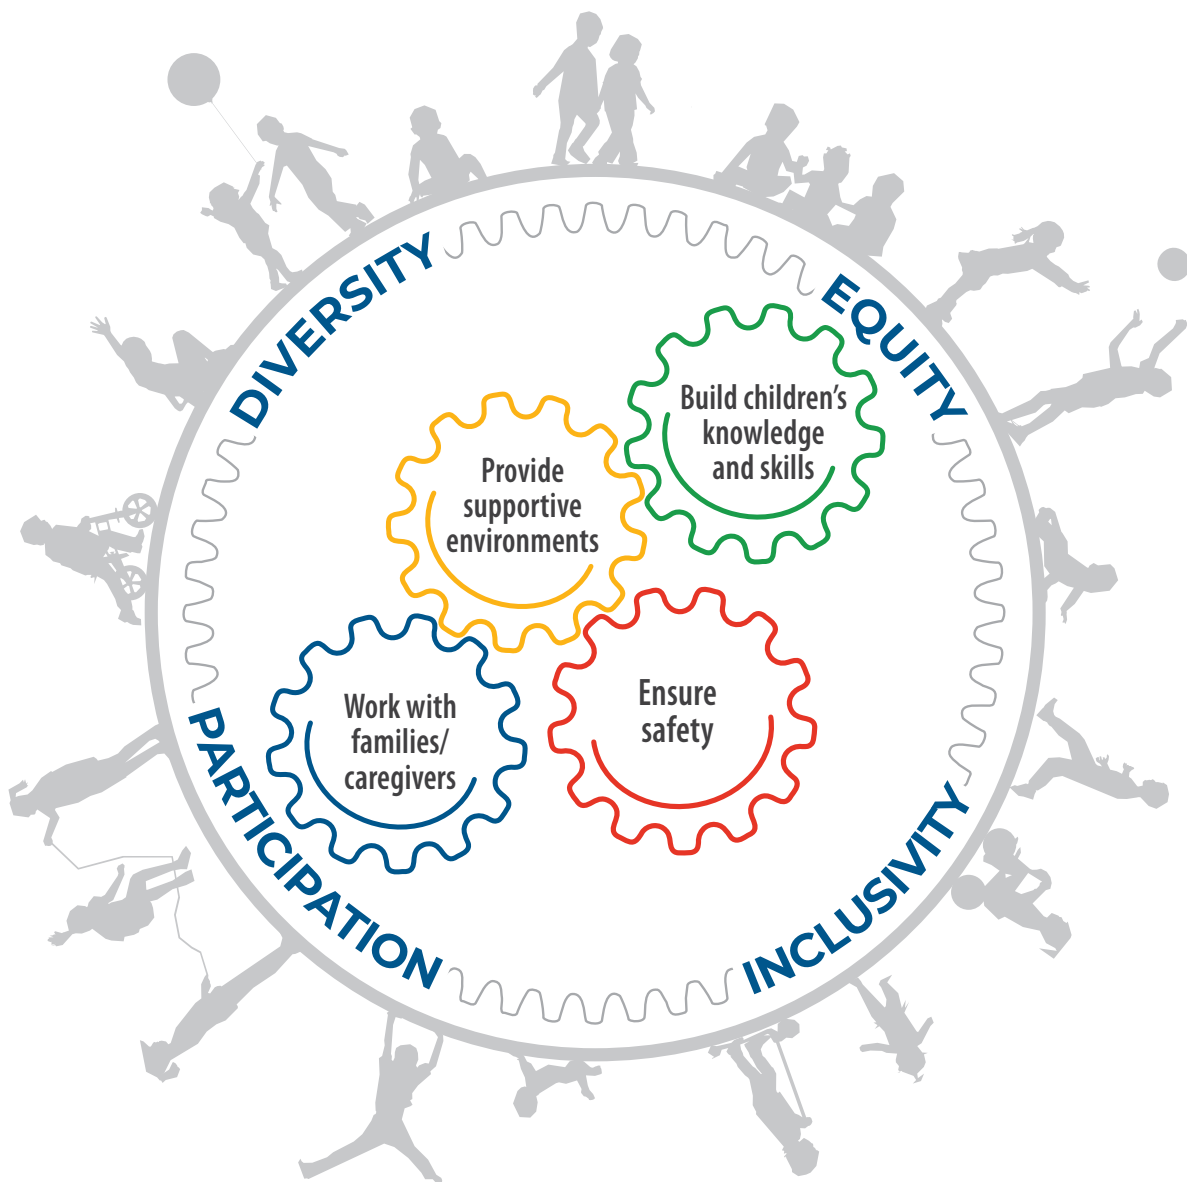 DIVERSITY
EQUITY
Build children’s
knowledge
and skills
Provide
supportive
environments
Ensure
safety
Work with
families/
caregivers
PARTICIPATION
INCLUSIVITY